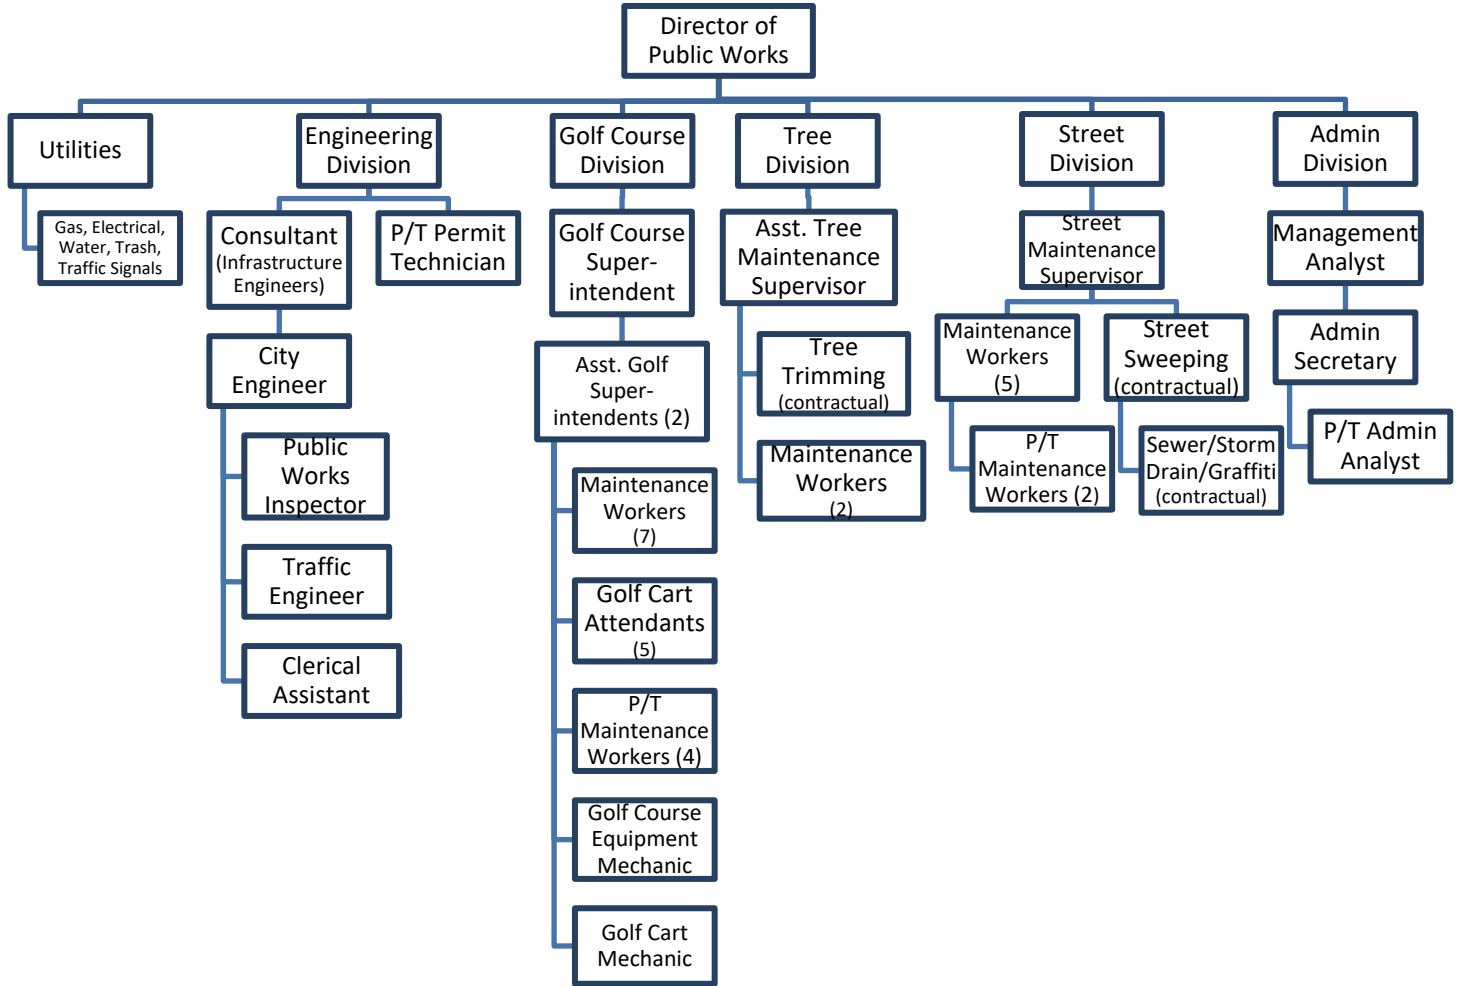 Director of
Public Works
Utilities
Engineering
Division
Golf Course
Division
Tree
Division
Street
Division
Admin
Division
Gas, Electrical,
Water, Trash,
Traffic Signals
Consultant
(Infrastructure
Engineers)
P/T Permit
Technician
Golf Course
Super-
intendent
Asst. Tree
Maintenance
Supervisor
Street
Maintenance
Supervisor
Management
Analyst
City
Engineer
Asst. Golf
Super-
intendents (2)
Tree
Trimming
(contractual)
Maintenance
Workers
(5)
Street
Sweeping
(contractual)
Admin
Secretary
Public
Works
Inspector
Maintenance
Workers
(7)
Maintenance
Workers
(2)
P/T
Maintenance
Workers (2)
Sewer/Storm
Drain/Graffiti
(contractual)
P/T Admin
Analyst
Traffic
Engineer
Golf Cart
Attendants
(5)
Clerical
Assistant
P/T
Maintenance
Workers (4)
Golf Course
Equipment
Mechanic
Golf Cart
Mechanic